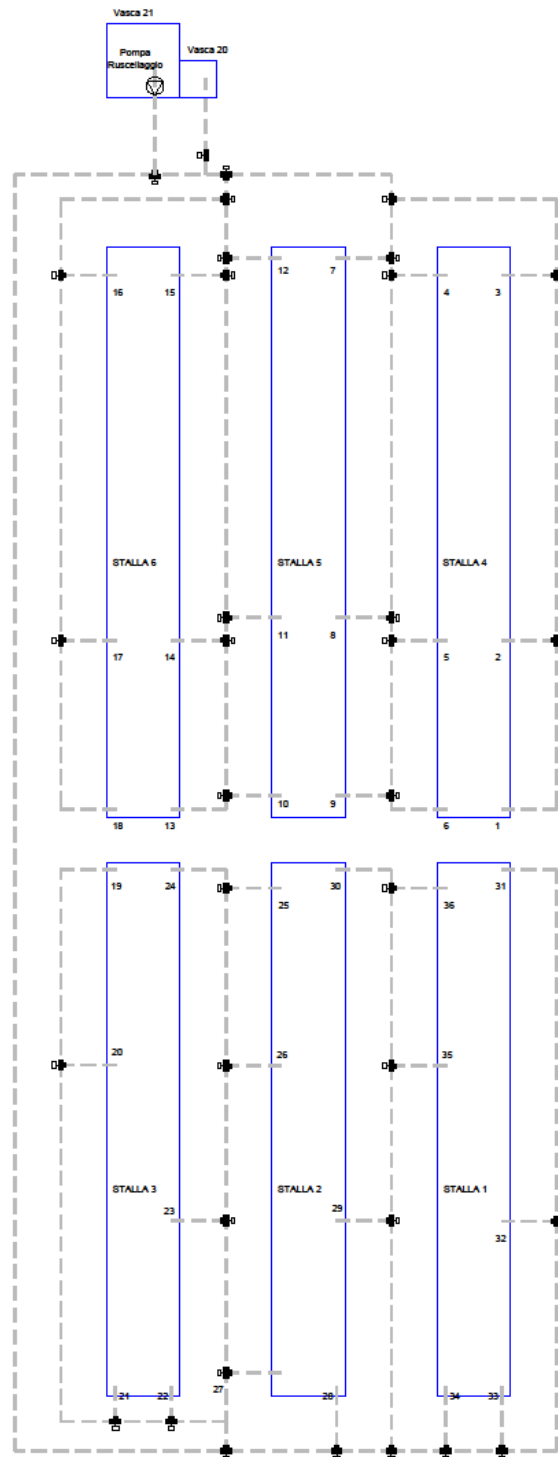 Vasca 21
Vasca 20
Pompa
Ruscellaggio
12 7
16 15 4 3
STALLA 6 STALLA 5 STALLA 4
11 8
17 14 5 2
10 9
18 13 6 1
19 24 30 31
25 36
20 26 35
STALLA 3 STALLA 2 STALLA 1
23 29
32
27
21 22 28 34 33